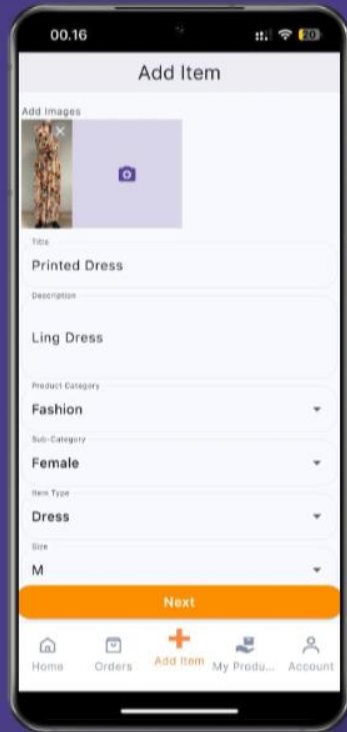 00.16
20
Add Item
Add Images
Title
Printed Dress
Description
Ling Dress
Product Category
Fashion
Sub-Category
Female
Item Type
Dress
Size
M
Next
Home Orders Add Item My Produ... Account